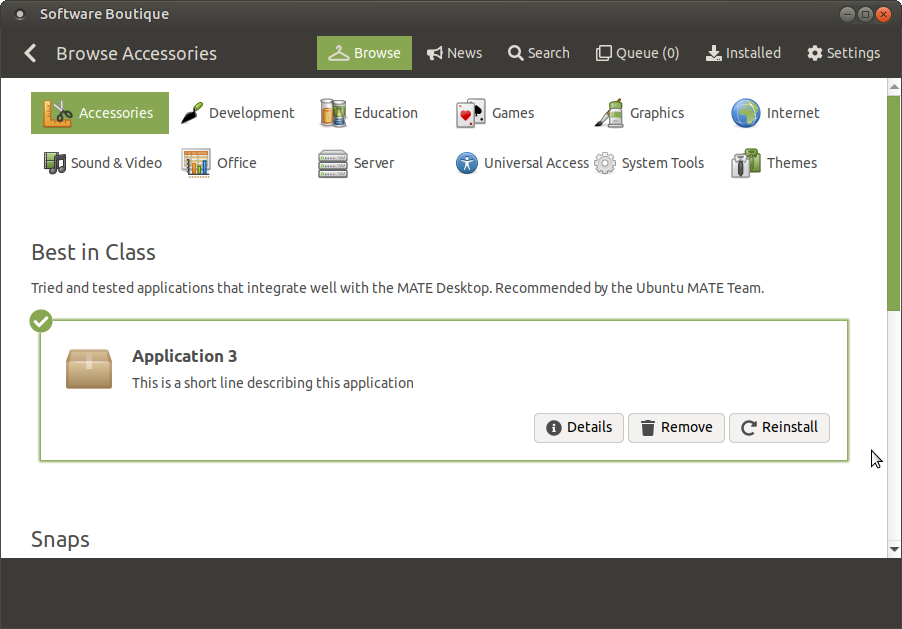 Software Boutique
Browse Accessories
Browse
News
Search
Queue (0)
Installed
Settings
Accessories
Development
Education
Games
Graphics
Internet
Sound & Video
Office
Server
Universal Access
System Tools
Themes
Best in Class
Tried and tested applications that integrate well with the MATE Desktop. Recommended by the Ubuntu MATE Team.
Application 3
This is a short line describing this application
Details
Remove
Reinstall
Snaps